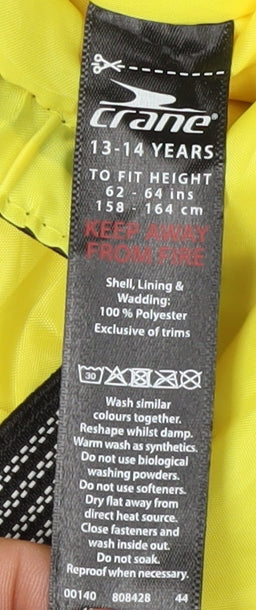 crane®
13-14 YEARS
TO FIT HEIGHT
62 - 64 ins
158 - 164 cm
KEEP AWAY
FROM FIRE
Shell, Lining &
Wadding:
100 % Polyester
Exclusive of trims
30
Wash similar
colours together.
Reshape whilst damp.
Warm wash as synthetics.
Do not use biological
washing powders.
Do not use softeners.
Dry flat away from
direct heat source.
Close fasteners and
wash inside out.
Do not soak.
Reproof when necessary.
00140 808428 44